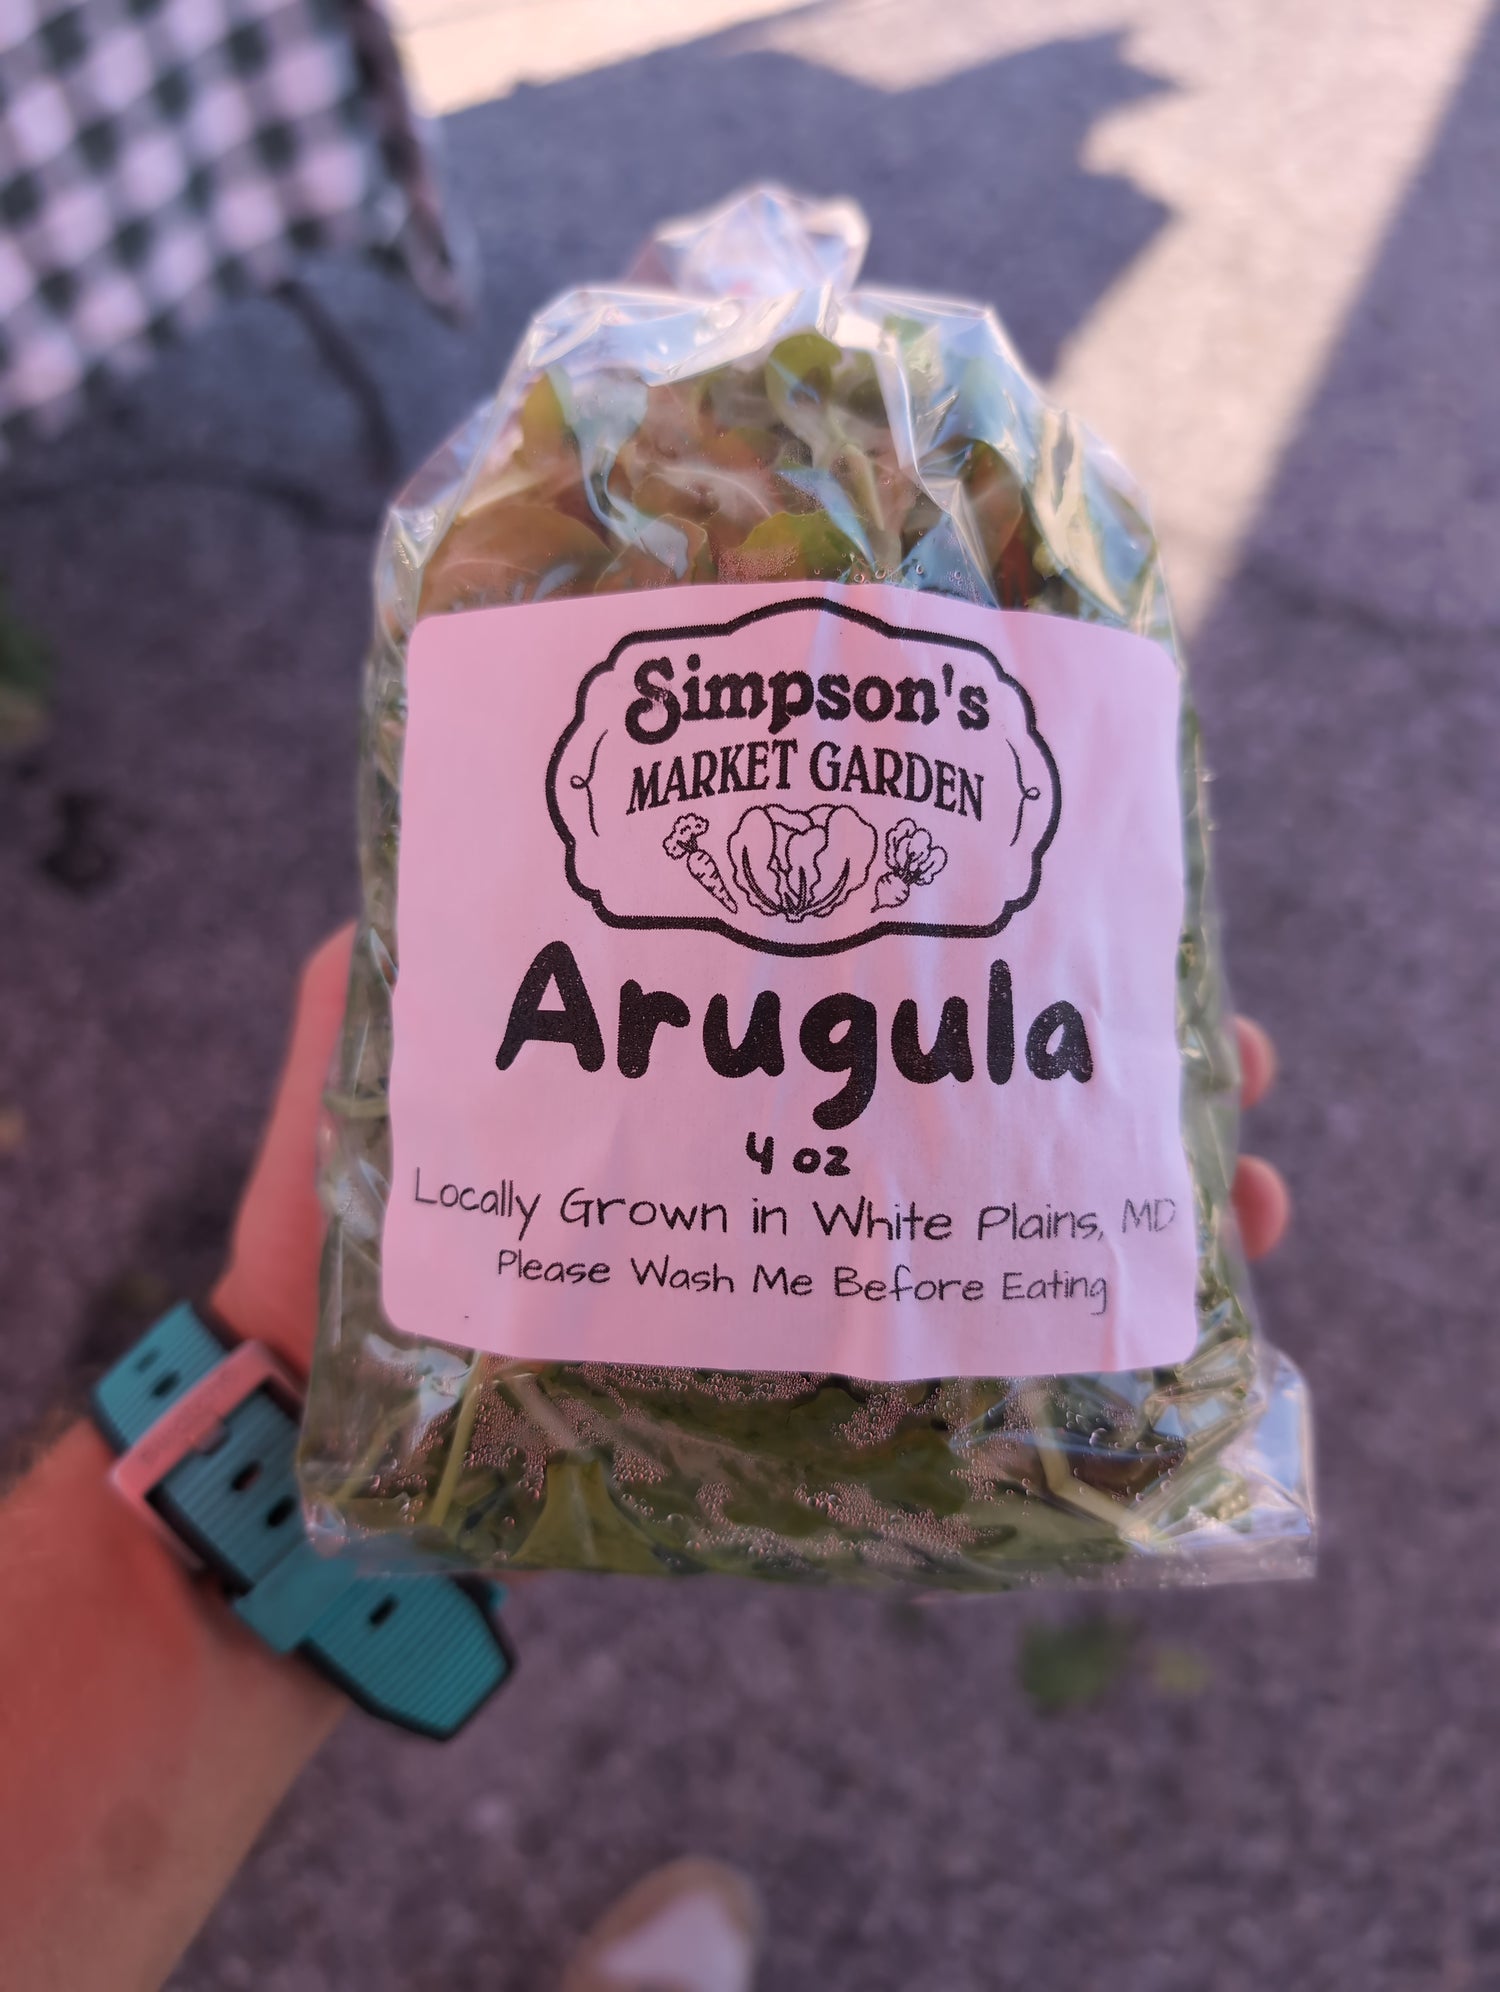 Simpson's
MARKET GARDEN
Arugula
4 oz
Locally Grown in White Plains, MD
Please Wash Me Before Eating